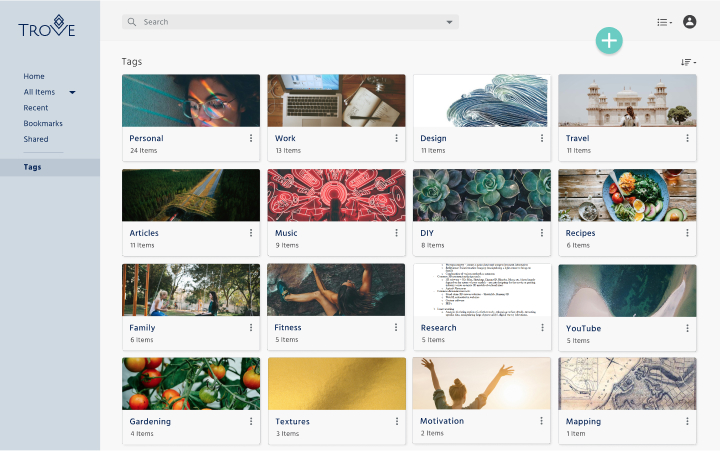 TROVE
Search
Home
All Items
Recent
Bookmarks
Shared
Tags
Tags
Personal
24 Items
Work
13 Items
Design
11 Items
Travel
11 Items
Articles
11 Items
Music
9 Items
DIY
8 Items
Recipes
6 Items
Family
6 Items
Fitness
5 Items
Research
5 Items
YouTube
5 Items
Gardening
4 Items
Textures
3 Items
Motivation
2 Items
Mapping
1 Item